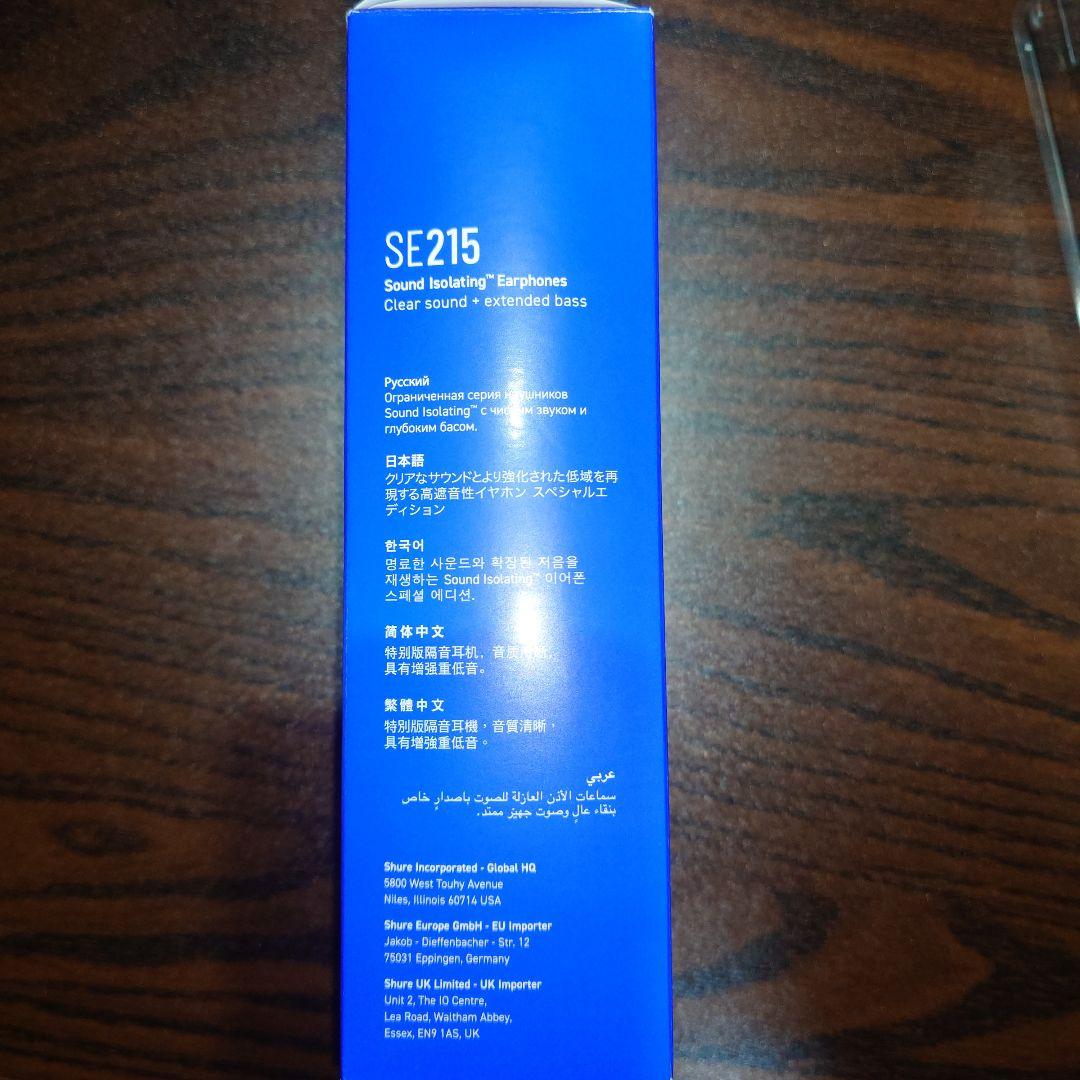 SE215
Sound Isolating™ Earphones
Clear sound + extended bass
Русский
Ограниченная серия наушников
Sound Isolating™ с чистым звуком и
глубоким басом.
日本語
クリアなサウンドとより強化された低域を再
現する高遮音性イヤホン スペシャルエ
ディション
한국어
명료한 사운드와 확장된 저음을
재생하는 Sound Isolating™ 이어폰
스페셜 에디션.
简体中文
特别版隔音耳机，音质清晰，
具有增强重低音。
繁體中文
特別版隔音耳機，音質清晰，
具有增強重低音。
عربي
سماعات الأذن العازلة للصوت بإصدارٍ خاص
بنقاء عالٍ وصوت جهير ممتد.
Shure Incorporated - Global HQ
5800 West Touhy Avenue
Niles, Illinois 60714 USA
Shure Europe GmbH - EU Importer
Jakob - Dieffenbacher - Str. 12
75031 Eppingen, Germany
Shure UK Limited - UK Importer
Unit 2, The IO Centre,
Lea Road, Waltham Abbey,
Essex, EN9 1AS, UK